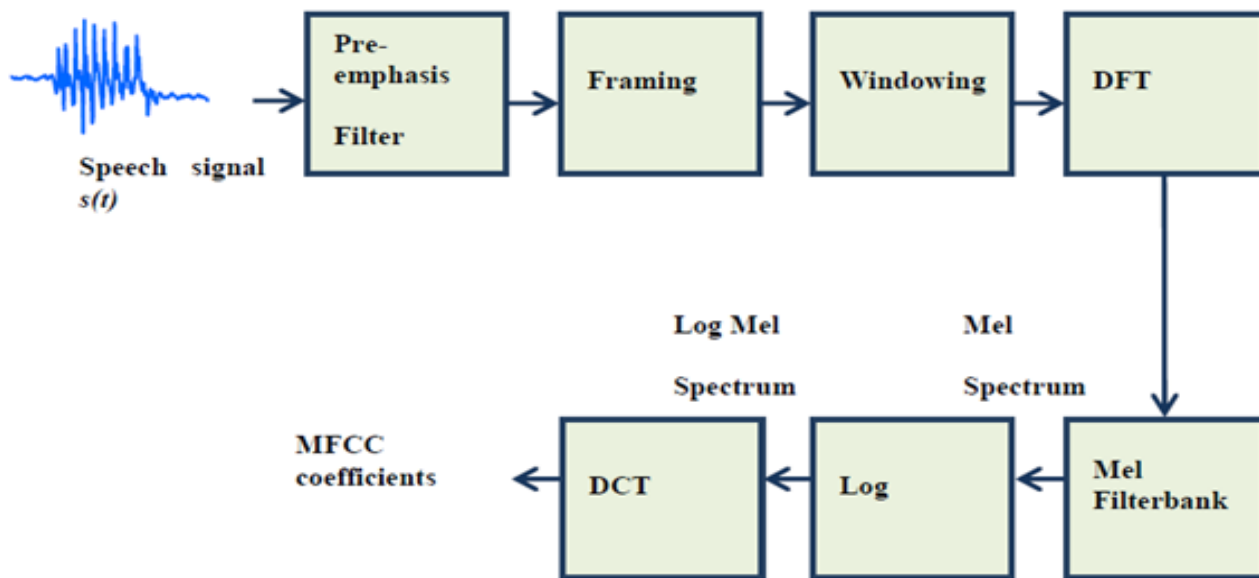 Speech signal
s(t)
Pre-
emphasis
Filter
Framing
Windowing
DFT
Mel
Filterbank
Mel
Spectrum
Log
Log Mel
Spectrum
DCT
MFCC
coefficients